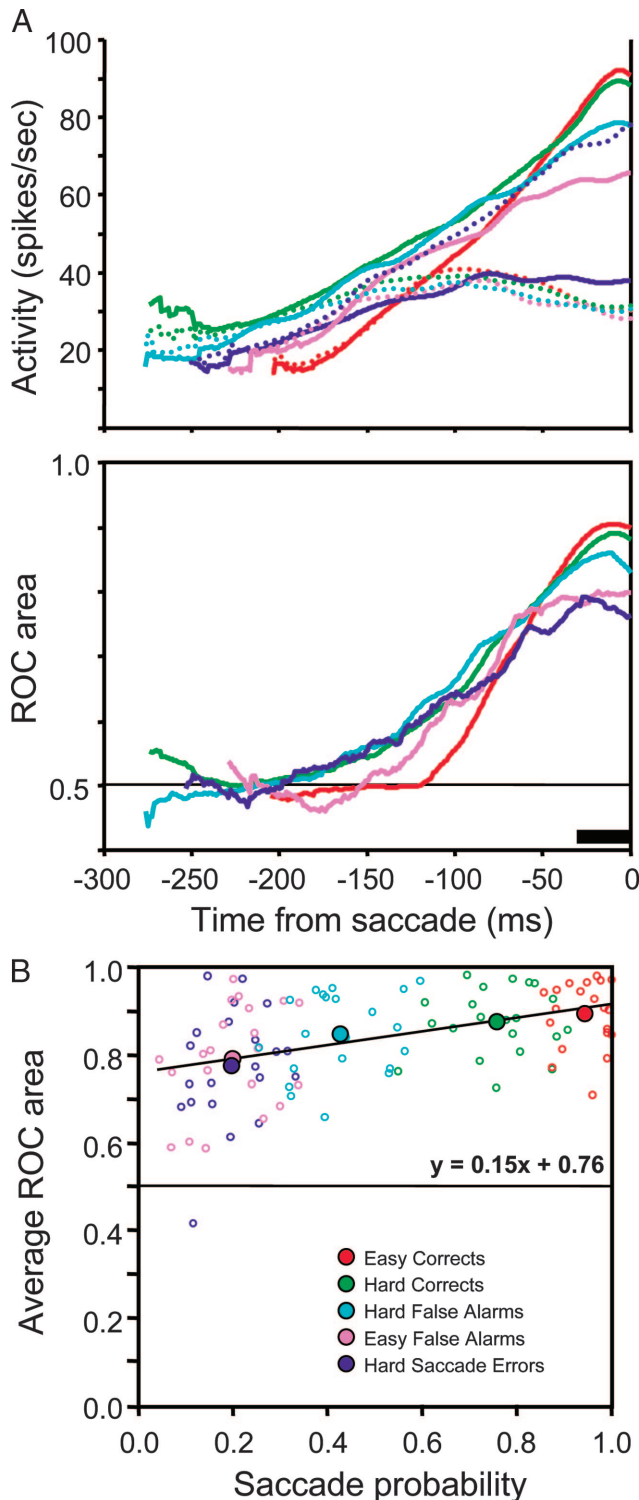 A
Activity (spikes/sec)
100
80
60
40
20
ROC area
1.0
0.5
-300 -250 -200 -150 -100 -50 0
Time from saccade (ms)
B
Average ROC area
1.0
0.8
0.6
0.4
0.2
0.0
y = 0.15x + 0.76
Easy Corrects
Hard Corrects
Hard False Alarms
Easy False Alarms
Hard Saccade Errors
0.0 0.2 0.4 0.6 0.8 1.0
Saccade probability